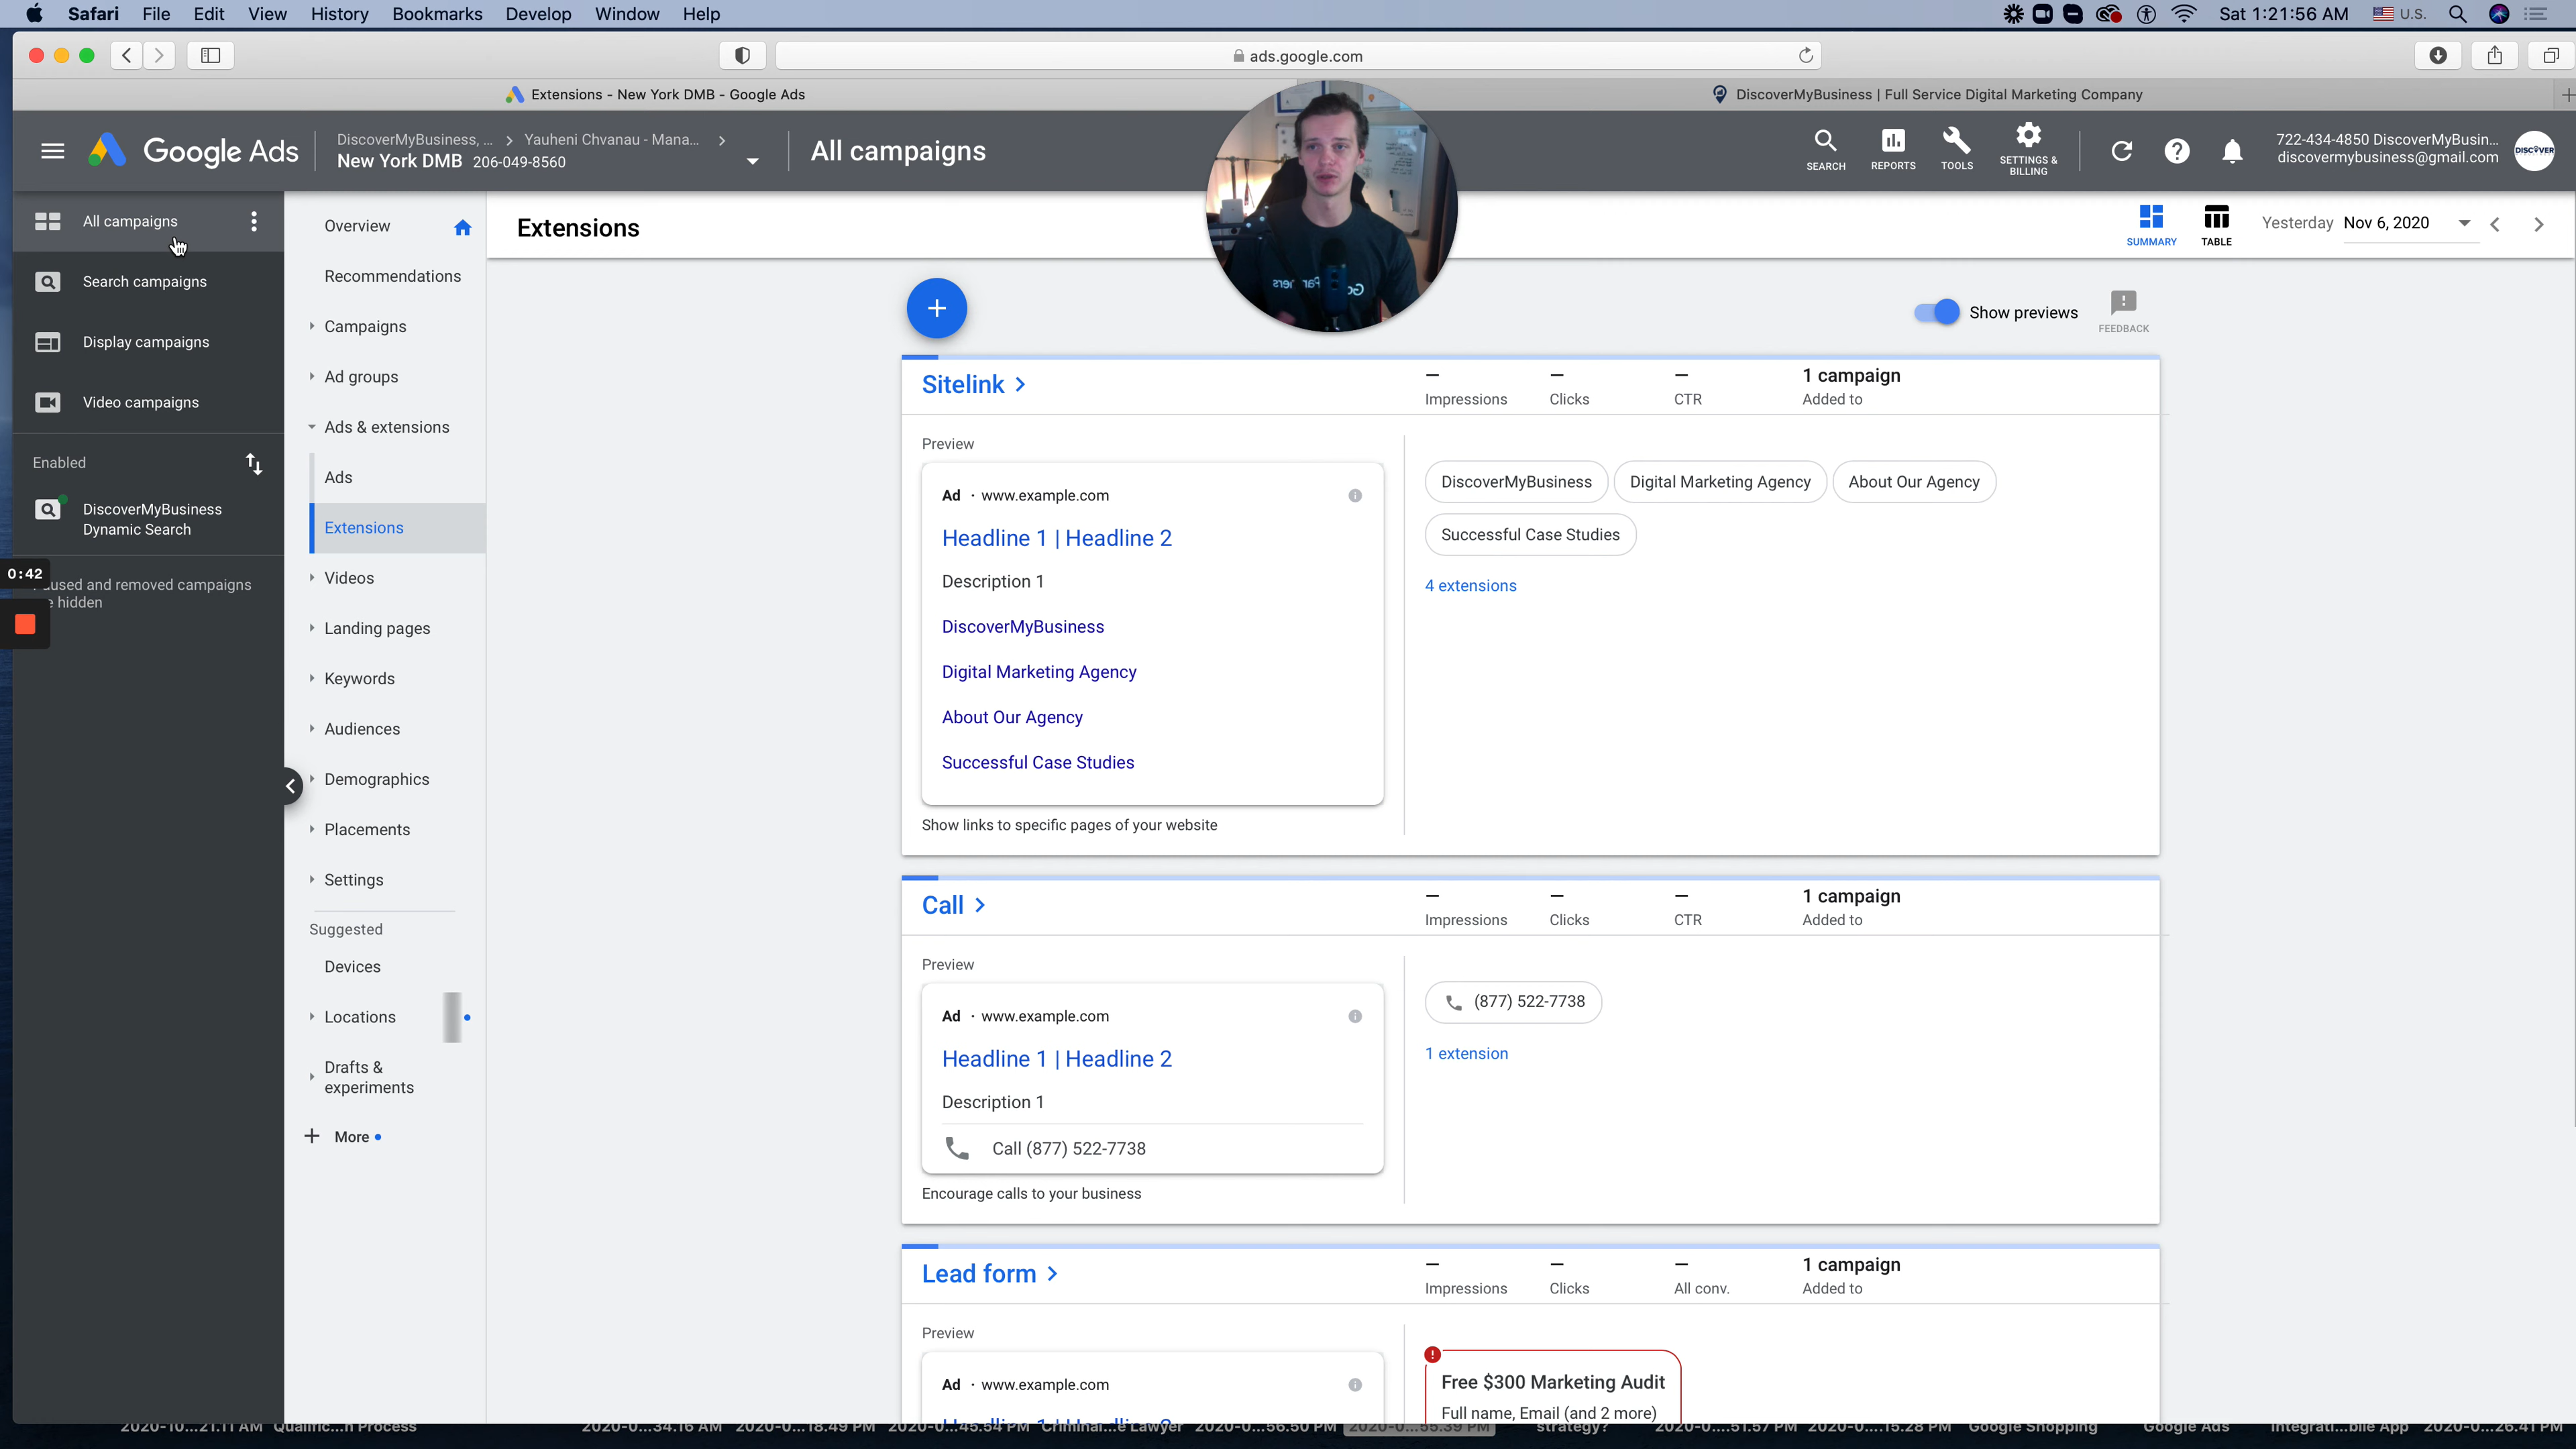 Safari File Edit View History Bookmarks Develop Window Help
Sat 1:21:56 AM U.S.
ads.google.com
Extensions - New York DMB - Google Ads
DiscoverMyBusiness | Full Service Digital Marketing Company
Google Ads
DiscoverMyBusiness, ... > Yauheni Chvanau - Mana... >
New York DMB 206-049-8560
All campaigns
SEARCH
REPORTS
TOOLS
SETTINGS & BILLING
722-434-4850 DiscoverMyBusin...
discovermybusiness@gmail.com
DISCOVER
All campaigns
Search campaigns
Display campaigns
Video campaigns
Enabled
DiscoverMyBusiness
Dynamic Search
0:42
hidden
campaigns
Overview
Recommendations
Campaigns
Ad groups
Ads & extensions
Ads
Extensions
Videos
Landing pages
Keywords
Audiences
Demographics
Placements
Settings
Suggested
Devices
Locations
Drafts &
experiments
+ More
Extensions
SUMMARY
TABLE
Yesterday Nov 6, 2020
Show previews
FEEDBACK
Sitelink >
– Impressions
– Clicks
– CTR
1 campaign
Added to
Preview
Ad · www.example.com
Headline 1 | Headline 2
Description 1
DiscoverMyBusiness
Digital Marketing Agency
About Our Agency
Successful Case Studies
Show links to specific pages of your website
DiscoverMyBusiness
Digital Marketing Agency
About Our Agency
Successful Case Studies
4 extensions
Call >
– Impressions
– Clicks
– CTR
1 campaign
Added to
Preview
Ad · www.example.com
Headline 1 | Headline 2
Description 1
Call (877) 522-7738
Encourage calls to your business
(877) 522-7738
1 extension
Lead form >
– Impressions
– Clicks
– All conv.
1 campaign
Added to
Preview
Ad · www.example.com
Free $300 Marketing Audit
Full name, Email (and 2 more)